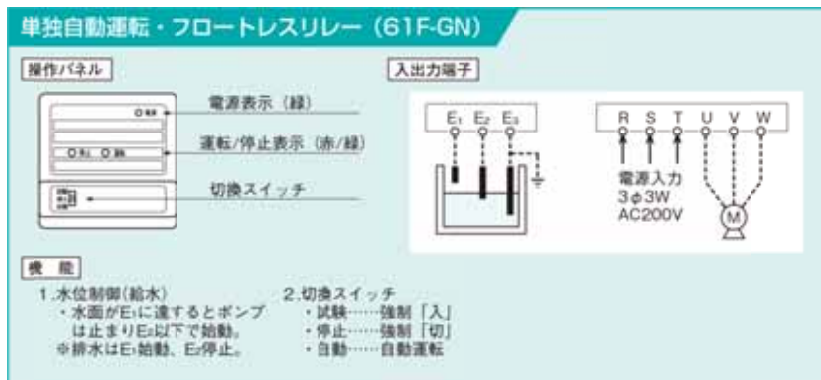 単独自動運転・フロートレスリレー（61F-GN）
操作パネル
電源表示（緑）
運転/停止表示（赤/緑）
切換スイッチ
入出力端子
E₁ E₂ E₃
R S T U V W
電源入力
3φ3W
AC200V
M
機 能
1.水位制御(給水)
・水面がE₁に達するとポンプ
は止まりE₂以下で始動。
※排水はE₁始動、E₂停止。
2.切換スイッチ
・試験……強制「入」
・停止……強制「切」
・自動……自動運転